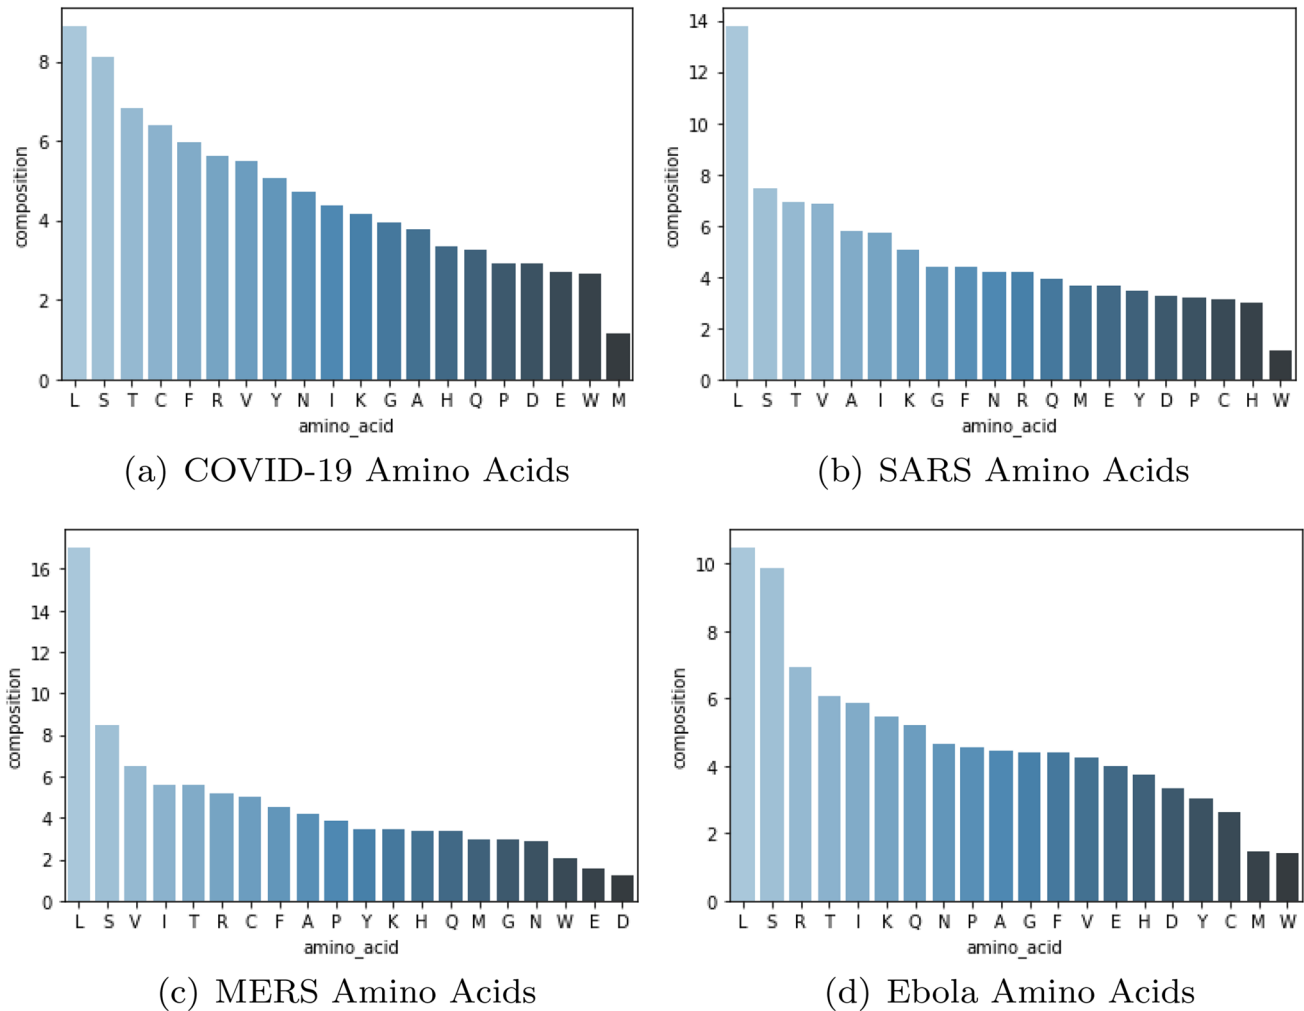 composition
8
6
4
2
0
L S T C F R V Y N I K G A H Q P D E W M
amino_acid
(a) COVID-19 Amino Acids
composition
14
12
10
8
6
4
2
0
L S T V A I K G F N R Q M E Y D P C H W
amino_acid
(b) SARS Amino Acids
composition
16
14
12
10
8
6
4
2
0
L S V I T R C F A P Y K H Q M G N W E D
amino_acid
(c) MERS Amino Acids
composition
10
8
6
4
2
0
L S R T I K Q N P A G F V E H D Y C M W
amino_acid
(d) Ebola Amino Acids